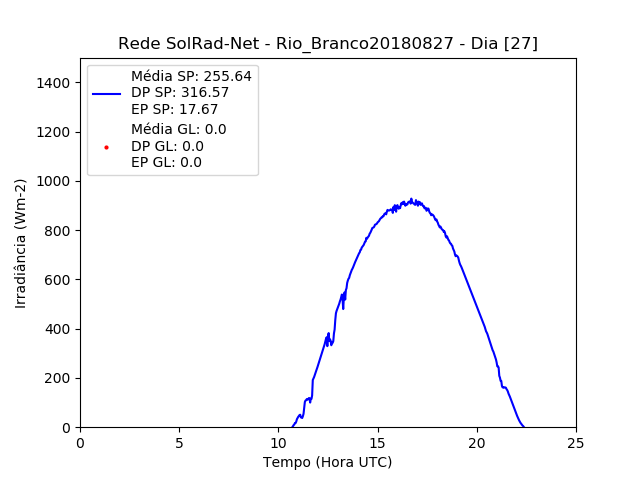 Rede SolRad-Net - Rio_Branco20180827 - Dia [27]
Média SP: 255.64
DP SP: 316.57
EP SP: 17.67
Média GL: 0.0
DP GL: 0.0
EP GL: 0.0
Irradiância (Wm-2)
1400
1200
1000
800
600
400
200
0
0 5 10 15 20 25
Tempo (Hora UTC)